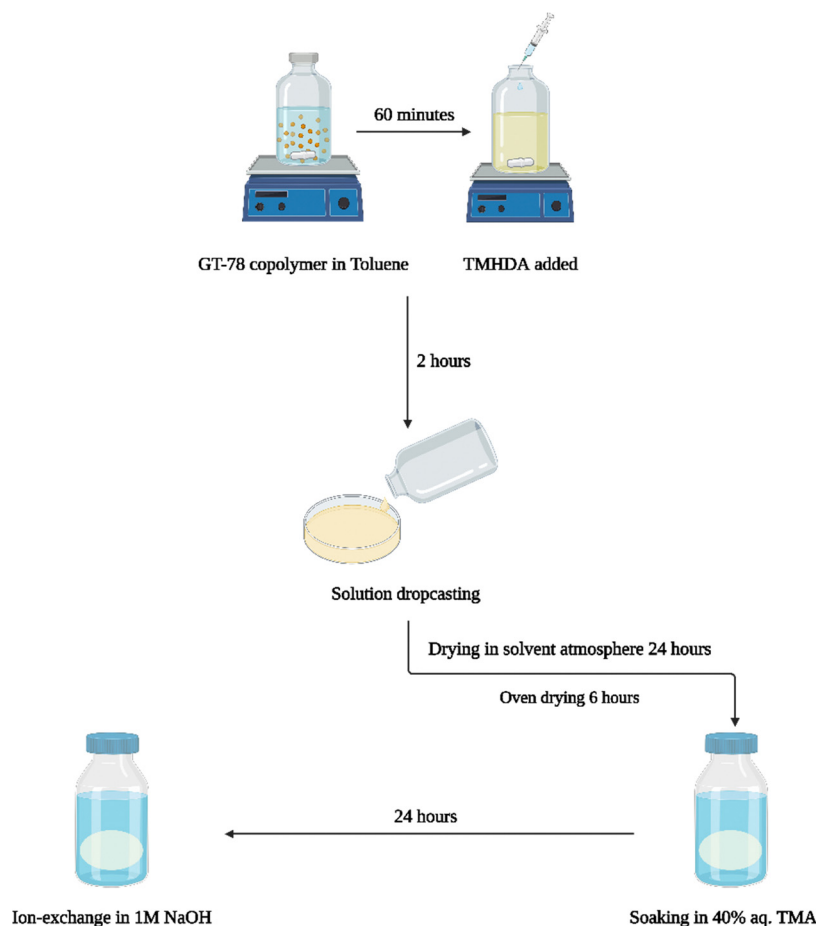 60 minutes
GT-78 copolymer in Toluene
TMHDA added
2 hours
Solution dropcasting
Drying in solvent atmosphere 24 hours
Oven drying 6 hours
24 hours
Ion-exchange in 1M NaOH
Soaking in 40% aq. TMA